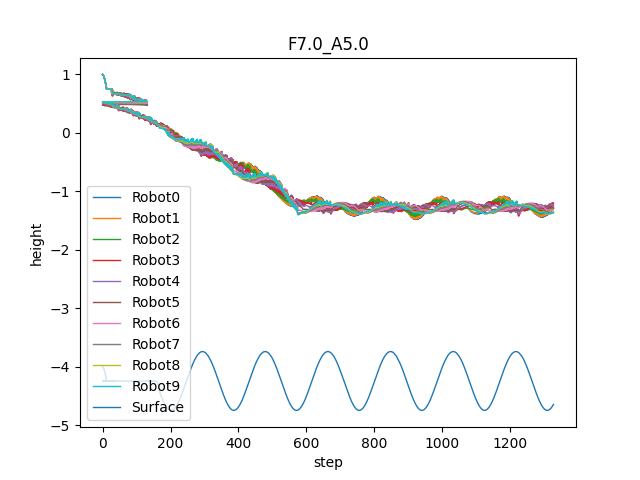 F7.0_A5.0
height
1
0
−1
−2
−3
−4
−5
Robot0
Robot1
Robot2
Robot3
Robot4
Robot5
Robot6
Robot7
Robot8
Robot9
Surface
0 200 400 600 800 1000 1200
step